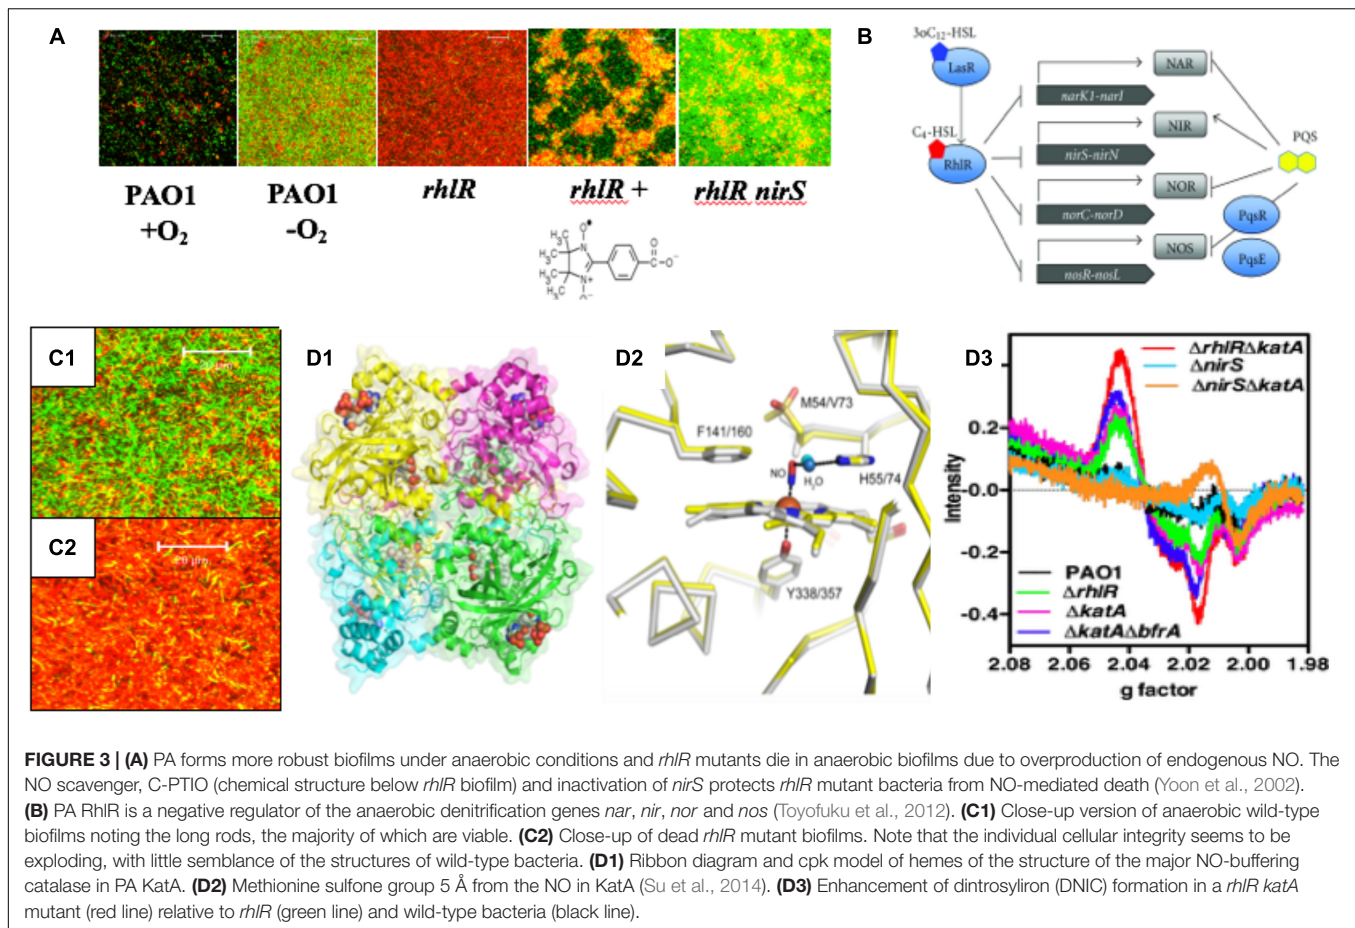 A
PAO1
+O2
PAO1
-O2
rhlR
rhlR +
rhlR nirS
O•
H3C
CH3
N
H3C
H3C
N+
CH3
O−
C-O−
O
B
3oC12-HSL
LasR
C4-HSL
RhlR
NAR
narK1-narI
NIR
nirS-nirN
NOR
norC-norD
NOS
nosR-nosL
PQS
PqsR
PqsE
C1
C2
D1
D2
M54/V73
F141/160
NO
H2O
H55/74
Y338/357
D3
ΔrhlRΔkatA
ΔnirS
ΔnirSΔkatA
0.2
-0.0
-0.2
-0.4
Intensity
PAO1
ΔrhlR
ΔkatA
ΔkatAΔbfrA
2.08 2.06 2.04 2.02 2.00 1.98
g factor
FIGURE 3 | (A) PA forms more robust biofilms under anaerobic conditions and rhlR mutants die in anaerobic biofilms due to overproduction of endogenous NO. The
NO scavenger, C-PTIO (chemical structure below rhlR biofilm) and inactivation of nirS protects rhlR mutant bacteria from NO-mediated death (Yoon et al., 2002).
(B) PA RhlR is a negative regulator of the anaerobic denitrification genes nar, nir, nor and nos (Toyofuku et al., 2012). (C1) Close-up version of anaerobic wild-type
biofilms noting the long rods, the majority of which are viable. (C2) Close-up of dead rhlR mutant biofilms. Note that the individual cellular integrity seems to be
exploding, with little semblance of the structures of wild-type bacteria. (D1) Ribbon diagram and cpk model of hemes of the structure of the major NO-buffering
catalase in PA KatA. (D2) Methionine sulfone group 5 Å from the NO in KatA (Su et al., 2014). (D3) Enhancement of dintrosyliron (DNIC) formation in a rhlR katA
mutant (red line) relative to rhlR (green line) and wild-type bacteria (black line).